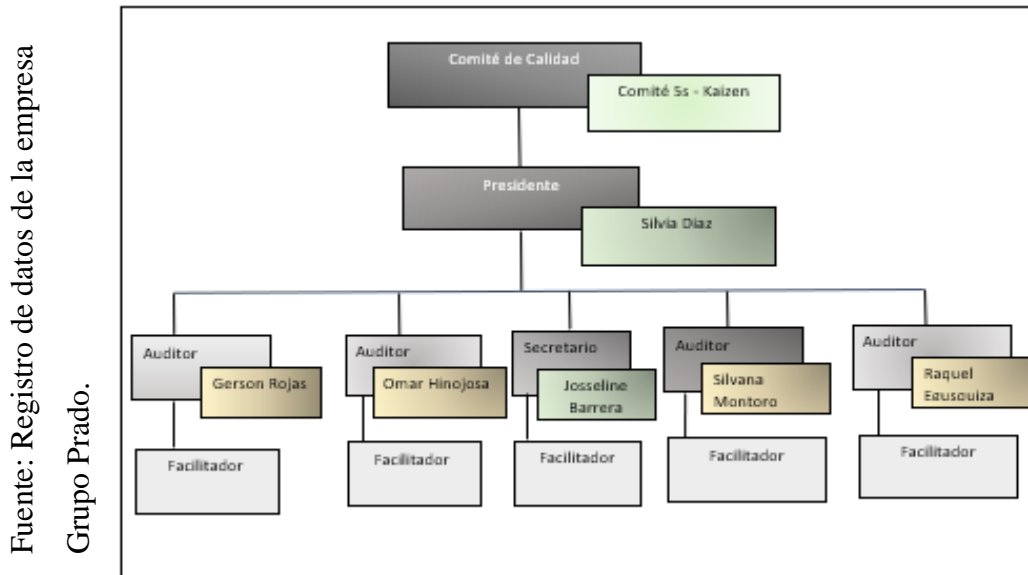 Fuente: Registro de datos de la empresa
Grupo Prado.
Comité de Calidad
Comité 5s - Kaizen
Presidente
Silvia Díaz
Auditor
Gerson Rojas
Auditor
Omar Hinojosa
Secretario
Josseline
Barrera
Auditor
Silvana
Montoro
Auditor
Raquel
Egusquiza
Facilitador
Facilitador
Facilitador
Facilitador
Facilitador